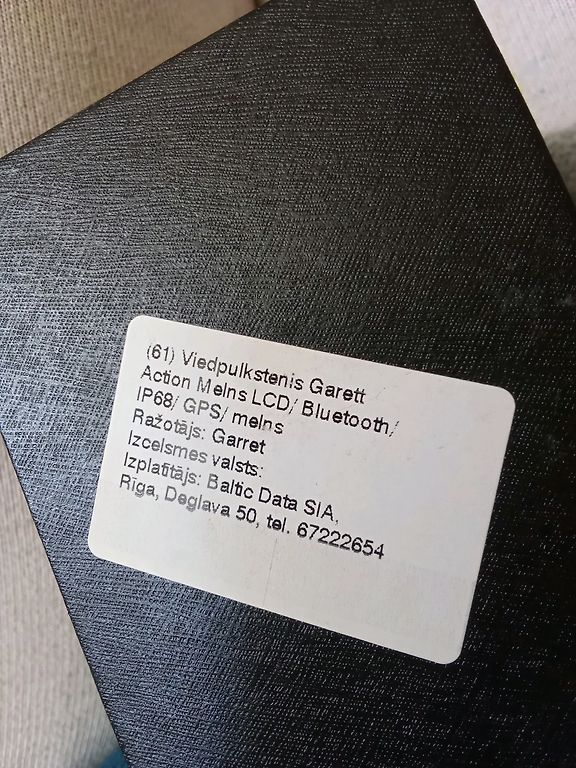 (61) Viedpulkstenis Garett
Action Melns LCD/ Bluetooth/
IP68/ GPS/ melns
Ražotājs: Garret
Izcelsmes valsts:
Izplatītājs: Baltic Data SIA,
Rīga, Deglava 50, tel. 67222654